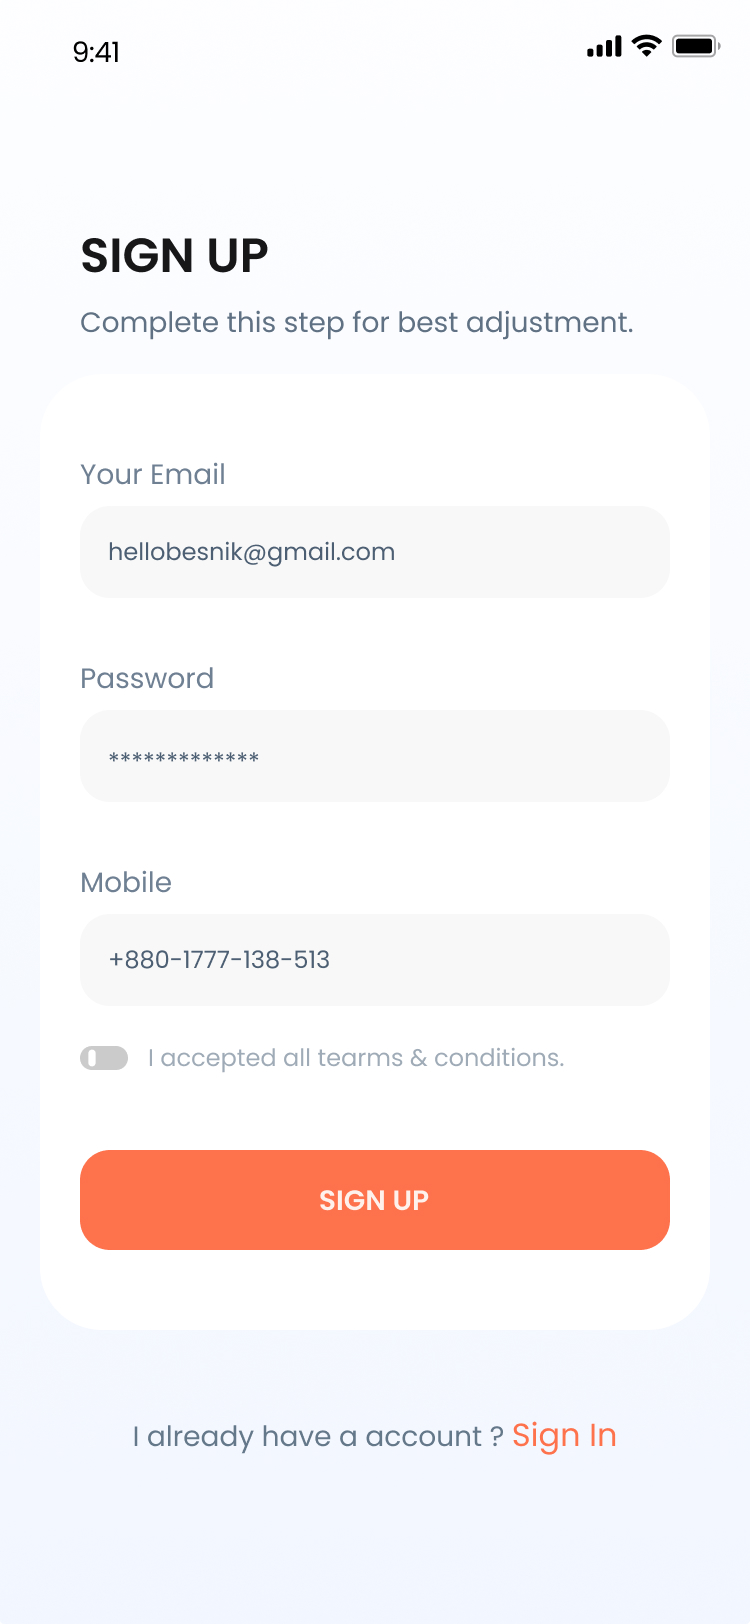 9:41
SIGN UP
Complete this step for best adjustment.
Your Email
hellobesnik@gmail.com
Password
*************
Mobile
+880-1777-138-513
I accepted all tearms & conditions.
SIGN UP
I already have a account ? Sign In